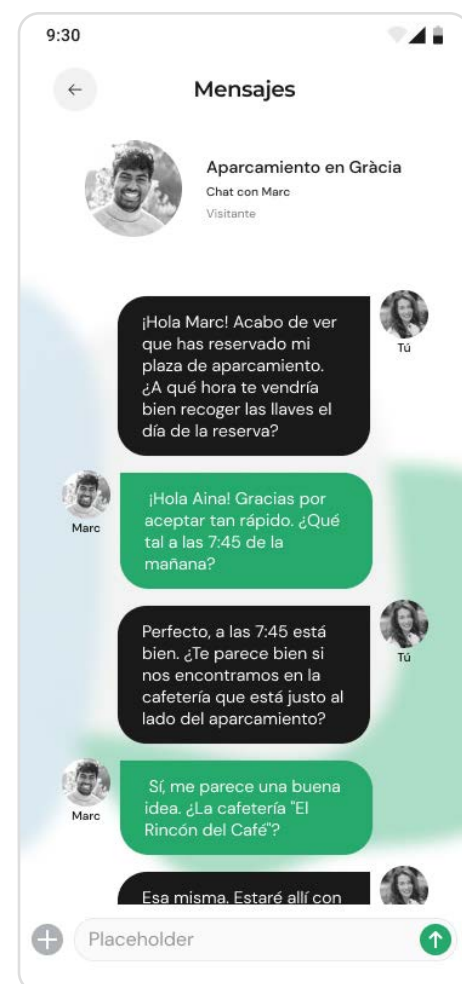 9:30
Mensajes
Aparcamiento en Gràcia
Chat con Marc
Visitante
¡Hola Marc! Acabo de ver
que has reservado mi
plaza de aparcamiento.
¿A qué hora te vendría
bien recoger las llaves el
día de la reserva?
Tú
¡Hola Aina! Gracias por
aceptar tan rápido. ¿Qué
tal a las 7:45 de la
mañana?
Marc
Perfecto, a las 7:45 está
bien. ¿Te parece bien si
nos encontramos en la
cafetería que está justo al
lado del aparcamiento?
Tú
Sí, me parece una buena
idea. ¿La cafetería "El
Rincón del Café"?
Marc
Esa misma. Estaré allí con
Placeholder